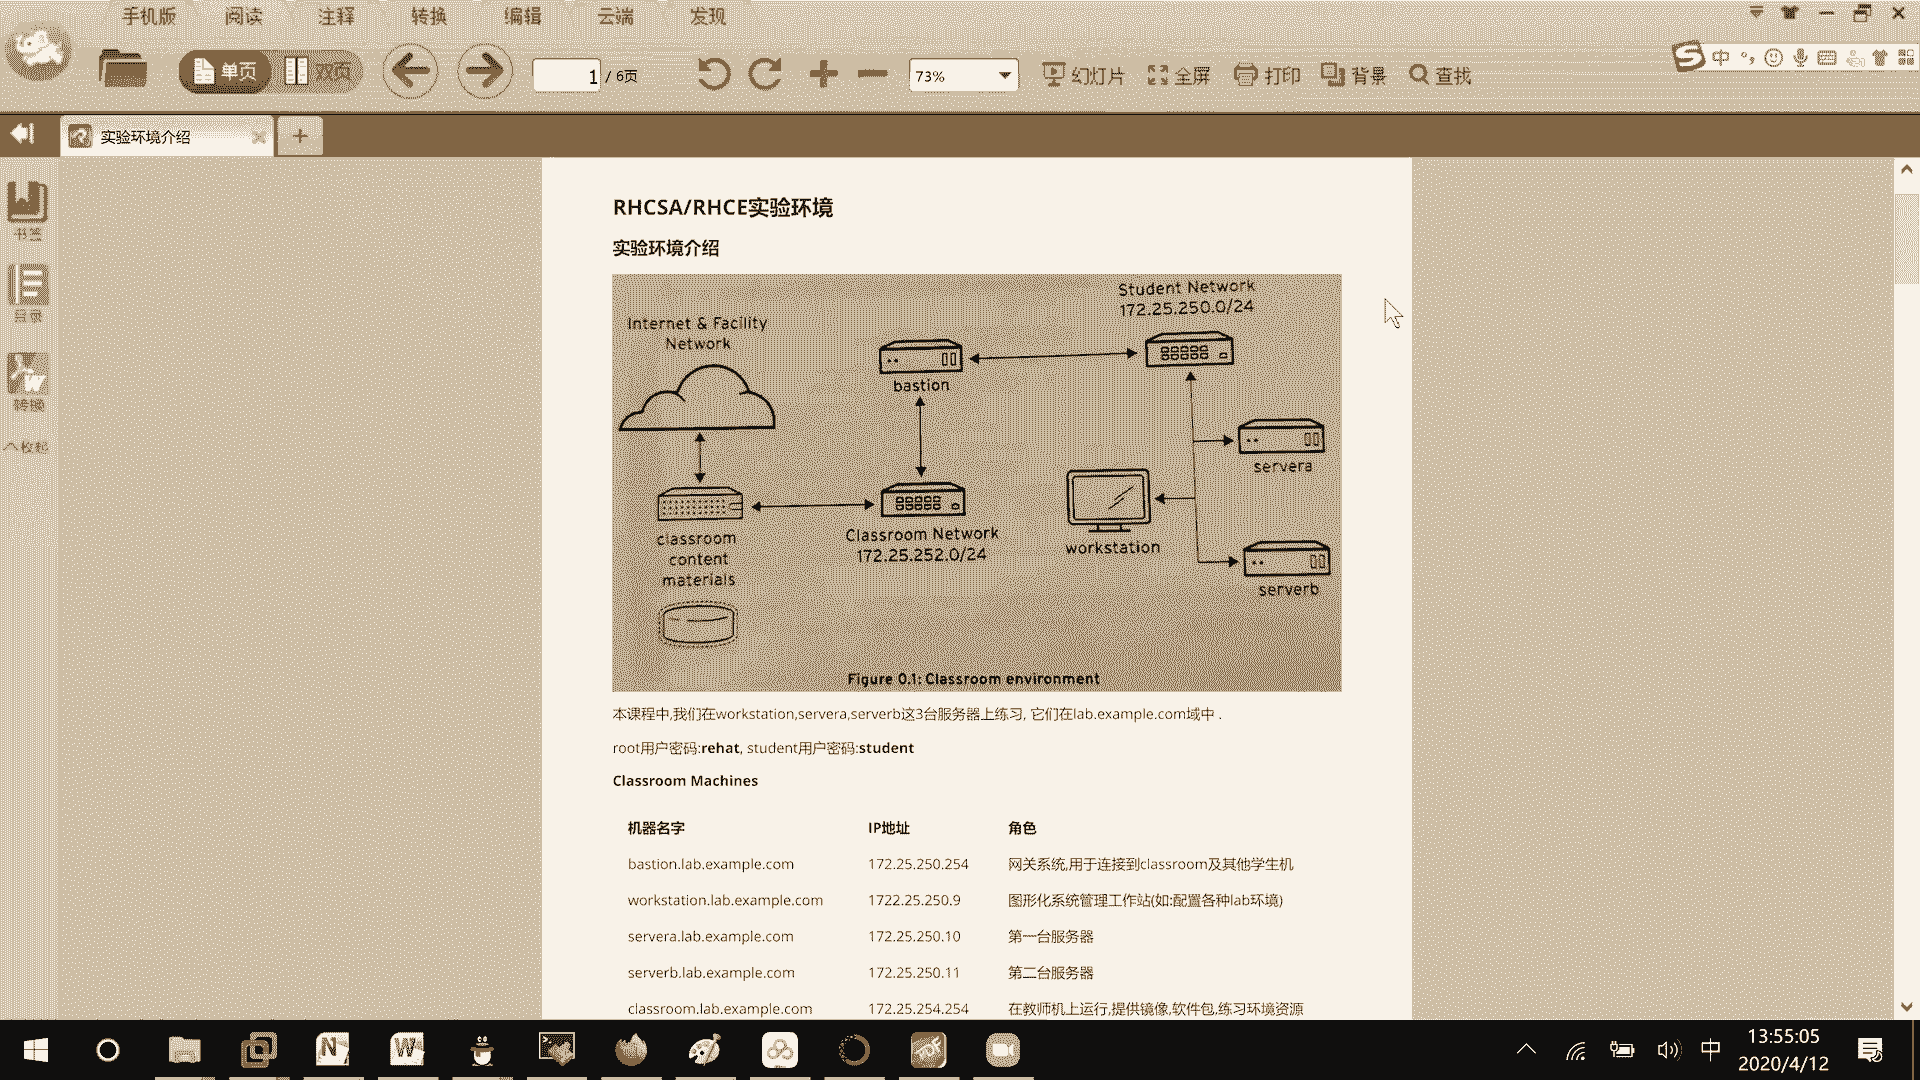 手机版 阅读 注释 转换 编辑 云端 发现
单页 双页 1 / 6页 73% 幻灯片 全屏 打印 背景 查找
中
实验环境介绍
书签
目录
转换
收起
RHCSA/RHCE实验环境
实验环境介绍
Student Network
172.25.250.0/24
Internet & Facility
Network
bastion
servera
classroom
content
materials
Classroom Network
172.25.252.0/24
workstation
serverb
Figure 0.1: Classroom environment
本课程中,我们在workstation,servera,serverb这3台服务器上练习, 它们在lab.example.com域中 .
root用户密码:rehat, student用户密码:student
Classroom Machines
机器名字 IP地址 角色
bastion.lab.example.com 172.25.250.254 网关系统,用于连接到classroom及其他学生机
workstation.lab.example.com 1722.25.250.9 图形化系统管理工作站(如:配置各种lab环境)
servera.lab.example.com 172.25.250.10 第一台服务器
serverb.lab.example.com 172.25.250.11 第二台服务器
classroom.lab.example.com 172.25.254.254 在教师机上运行,提供镜像,软件包,练习环境资源
中 13:55:05
2020/4/12